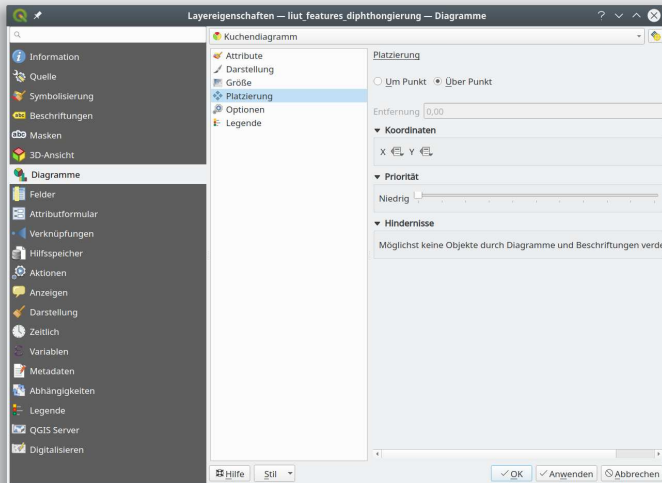 Layereigenschaften — liut_features_diphthongierung — Diagramme
Information
Quelle
Symbolisierung
abc Beschriftungen
abc Masken
3D-Ansicht
Diagramme
Felder
Attributformular
Verknüpfungen
Hilfsspeicher
Aktionen
Anzeigen
Darstellung
Zeitlich
Variablen
Metadaten
Abhängigkeiten
Legende
QGIS Server
Digitalisieren
Kuchendiagramm
Attribute
Darstellung
Größe
Platzierung
Optionen
Legende
Platzierung
Um Punkt Über Punkt
Entfernung 0,00
Koordinaten
X Y
Priorität
Niedrig
Hindernisse
Möglichst keine Objekte durch Diagramme und Beschriftungen verde
Hilfe Stil OK Anwenden Abbrechen